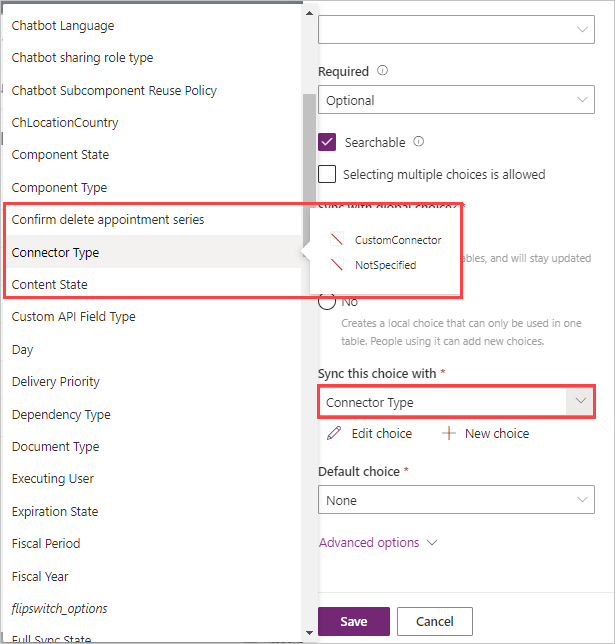 Chatbot Language
Chatbot sharing role type
Chatbot Subcomponent Reuse Policy
ChLocationCountry
Component State
Component Type
Confirm delete appointment series
Connector Type
Content State
Custom API Field Type
Day
Delivery Priority
Dependency Type
Document Type
Executing User
Expiration State
Fiscal Period
Fiscal Year
flipswitch_options
Full Sync State
Required
Optional
Searchable
Selecting multiple choices is allowed
Sync with global choice? *
CustomConnector
NotSpecified
ables, and will stay updated
No
Creates a local choice that can only be used in one
table. People using it can add new choices.
Sync this choice with *
Connector Type
Edit choice
New choice
Default choice *
None
Advanced options
Save
Cancel